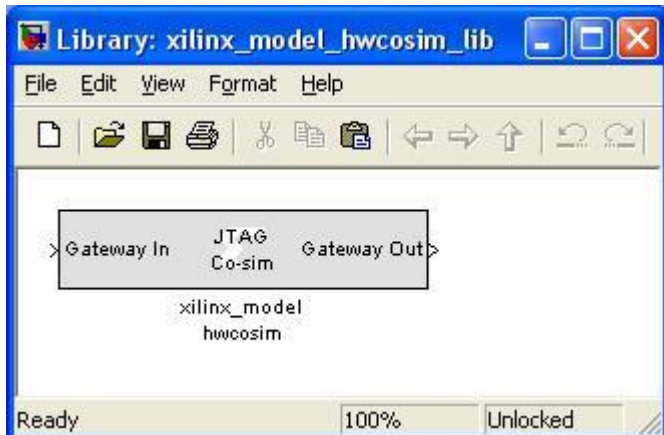 Library: xilinx_model_hwcosim_lib
File Edit View Format Help
Gateway In
JTAG
Co-sim
Gateway Out
xilinx_model
hwcosim
Ready 100% Unlocked